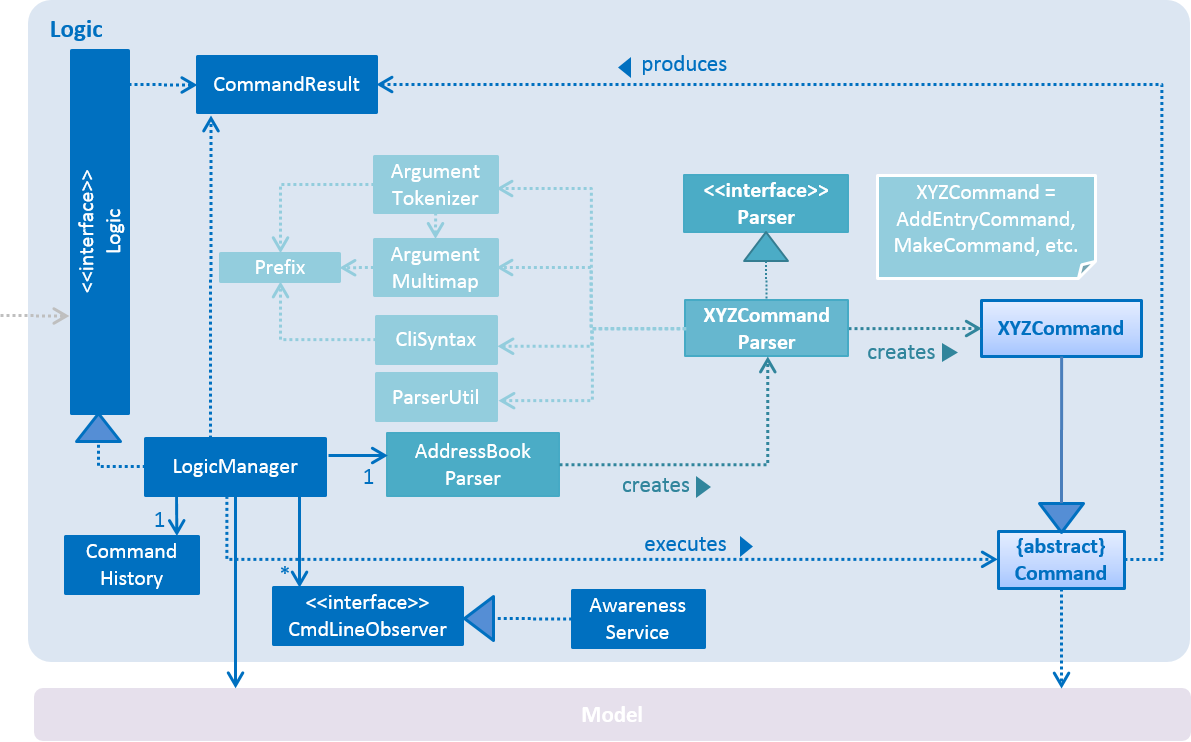 Logic
<<interface>>
Logic
CommandResult
produces
Argument
Tokenizer
<<interface>>
Parser
XYZCommand =
AddEntryCommand,
MakeCommand, etc.
Prefix
Argument
Multimap
CliSyntax
XYZCommand
Parser
XYZCommand
creates
ParserUtil
LogicManager
1
AddressBook
Parser
creates
1
Command
History
executes
{abstract}
Command
*
<<interface>>
CmdLineObserver
Awareness
Service
Model